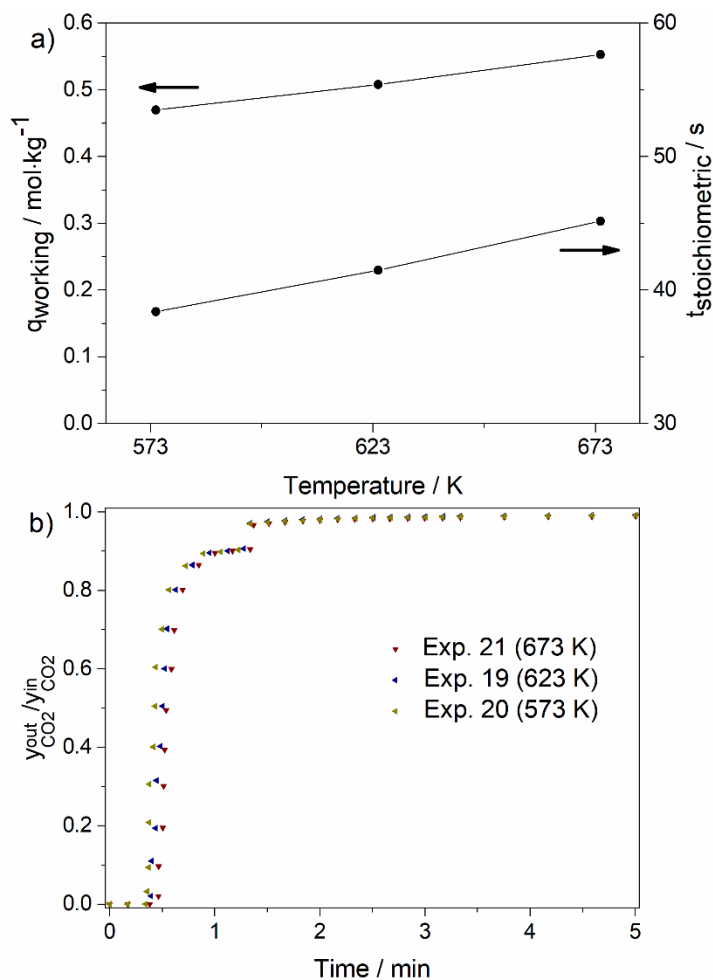 a)
0.6
0.5
0.4
0.3
0.2
0.1
0.0
qworking / mol·kg⁻¹
60
50
40
30
tstoichiometric / s
573
623
673
Temperature / K
b)
1.0
0.8
0.6
0.4
0.2
0.0
y^out_CO2/y^in_CO2
Exp. 21 (673 K)
Exp. 19 (623 K)
Exp. 20 (573 K)
0
1
2
3
4
5
Time / min